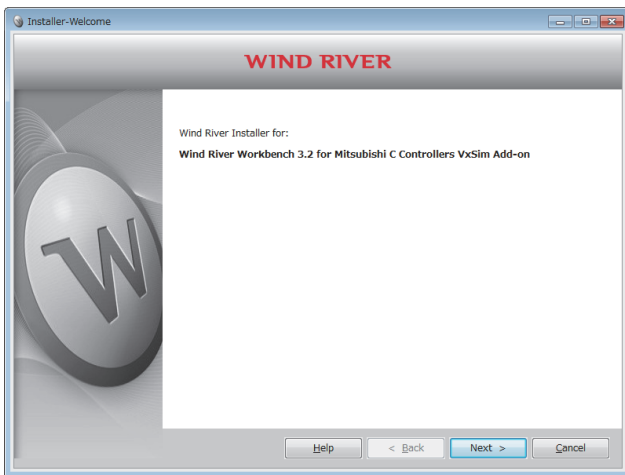 Installer-Welcome
WIND RIVER
Wind River Installer for:
Wind River Workbench 3.2 for Mitsubishi C Controllers VxSim Add-on
W
Help
< Back
Next >
Cancel